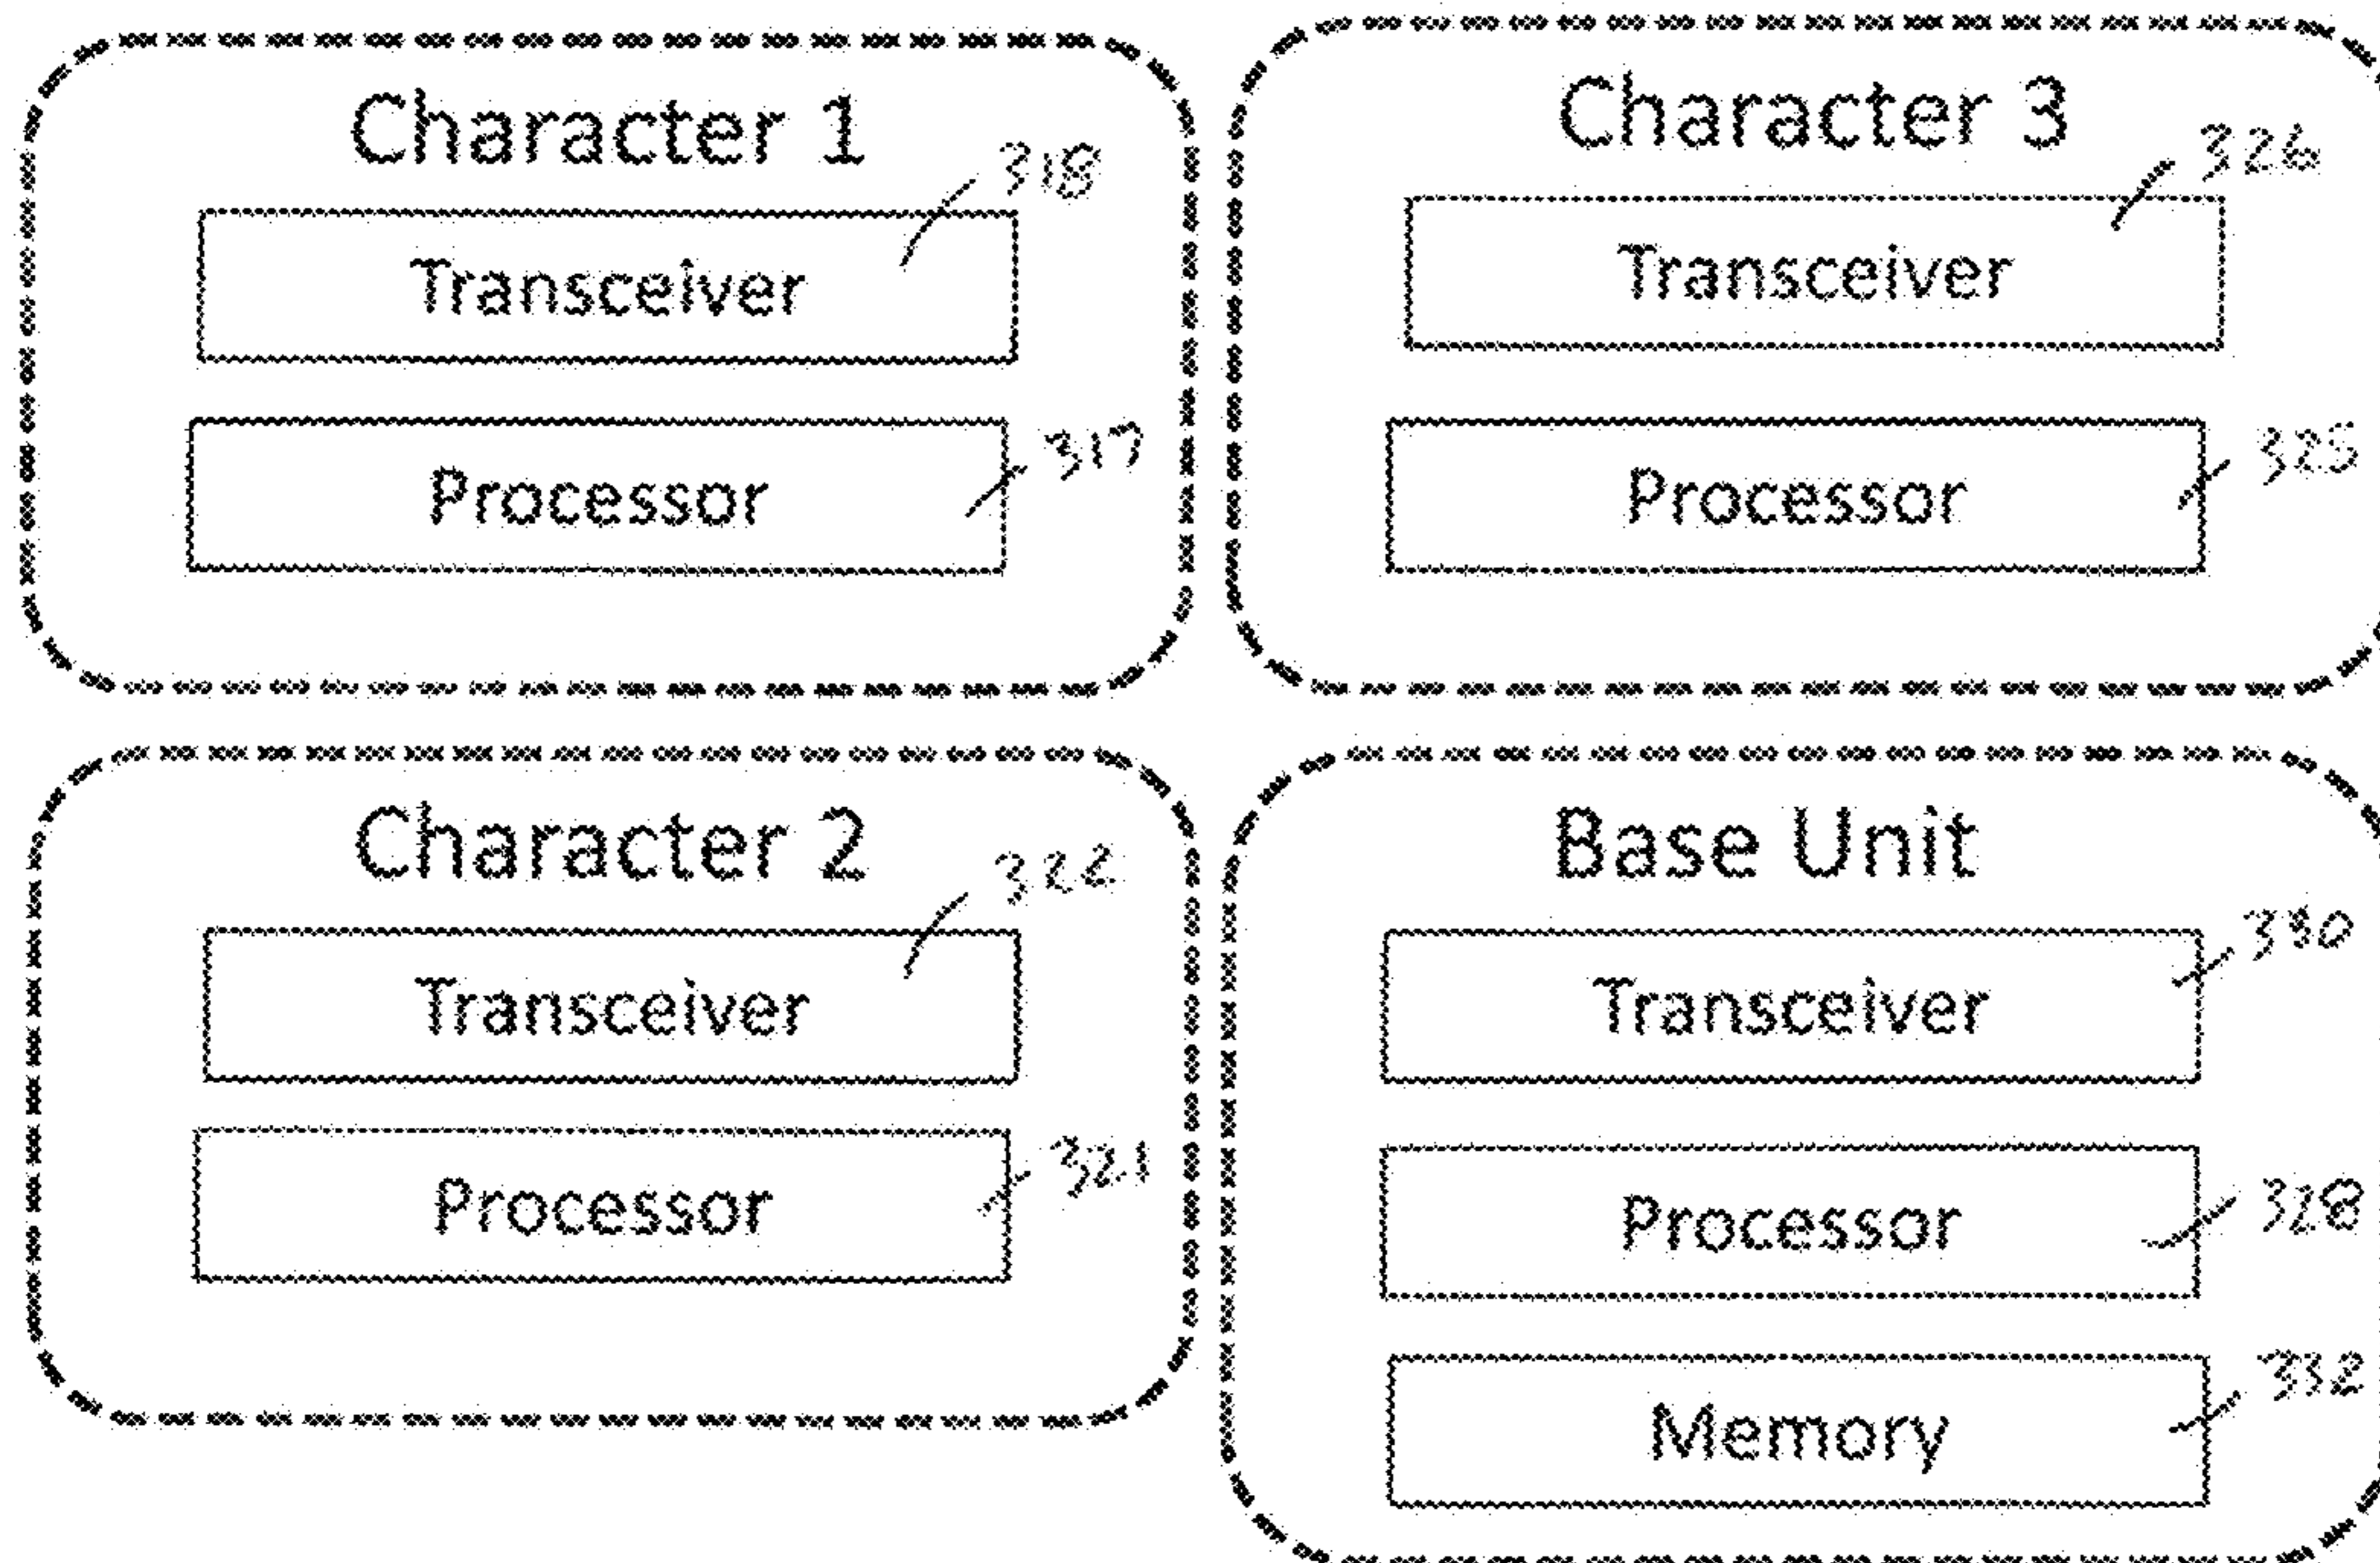 Character 1
318
Transceiver
317
Processor
Character 3
326
Transceiver
325
Processor
Character 2
322
Transceiver
321
Processor
Base Unit
330
Transceiver
328
Processor
332
Memory